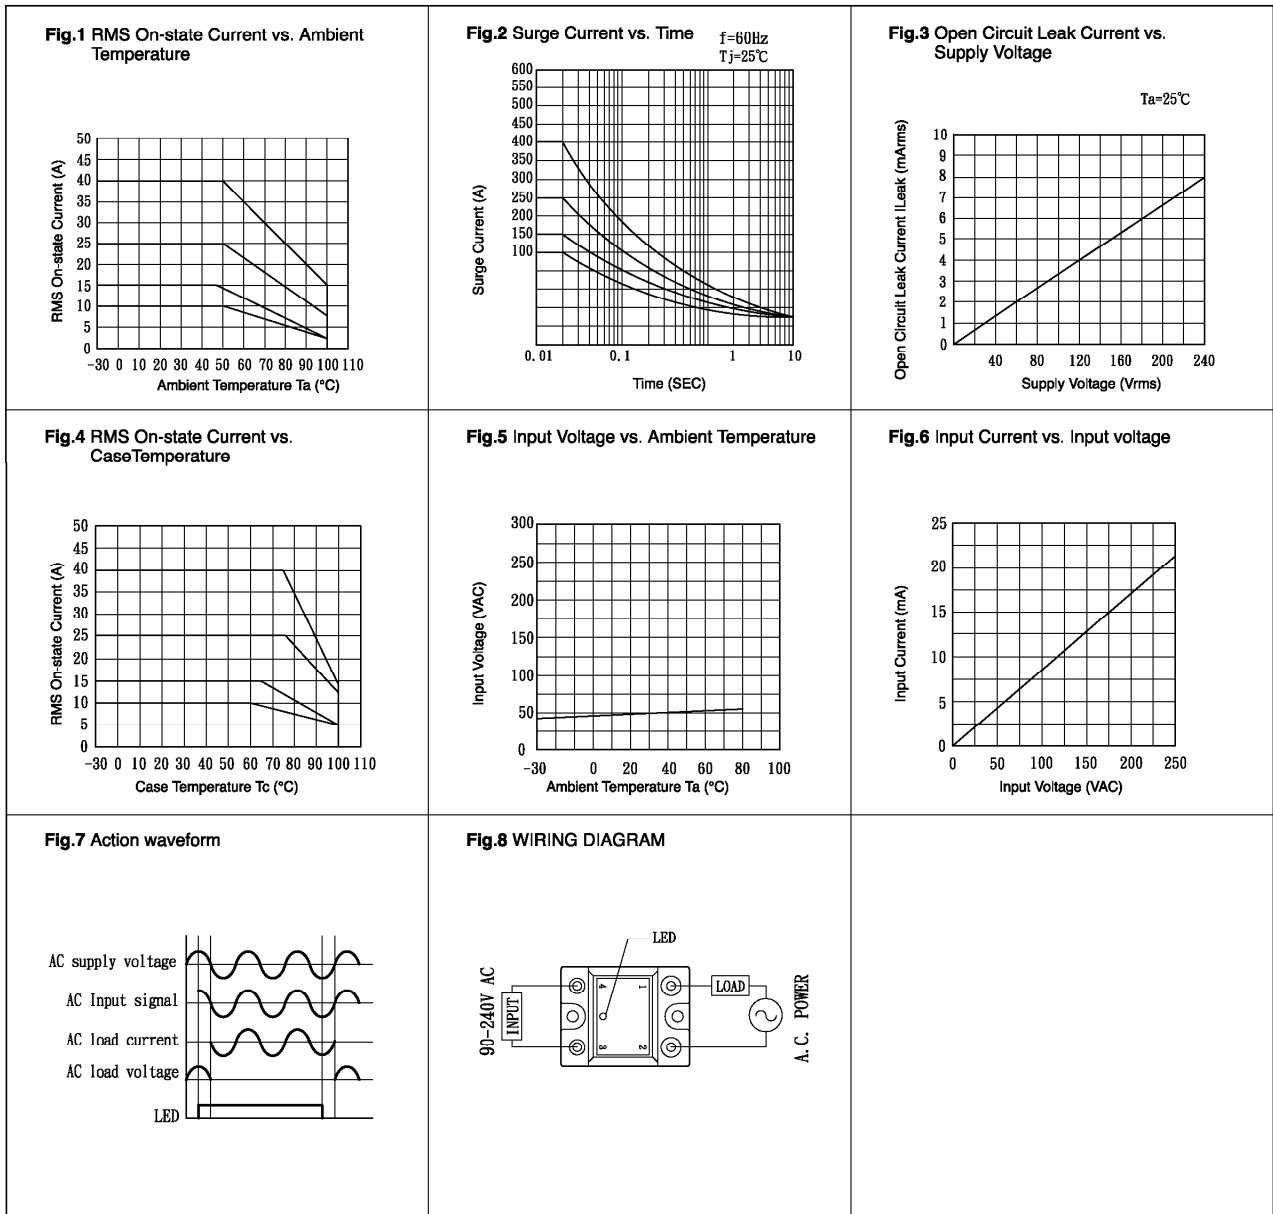 Fig.1 RMS On-state Current vs. Ambient
Temperature
50
45
40
35
30
25
20
15
10
5
0
RMS On-state Current (A)
-30 0 10 20 30 40 50 60 70 80 90 100 110
Ambient Temperature Ta (°C)
Fig.2 Surge Current vs. Time
f=60Hz
Tj=25℃
600
550
500
450
400
350
300
250
200
150
100
Surge Current (A)
0.01 0.1 1 10
Time (SEC)
Fig.3 Open Circuit Leak Current vs.
Supply Voltage
Ta=25℃
10
9
8
7
6
5
4
3
2
1
0
Open Circuit Leak Current ILeak (mArms)
40 80 120 160 200 240
Supply Voltage (Vrms)
Fig.4 RMS On-state Current vs.
CaseTemperature
50
45
40
35
30
25
20
15
10
5
0
RMS On-state Current (A)
-30 0 10 20 30 40 50 60 70 80 90 100 110
Case Temperature Tc (°C)
Fig.5 Input Voltage vs. Ambient Temperature
300
250
200
150
100
50
0
Input Voltage (VAC)
-30 0 20 40 60 80 100
Ambient Temperature Ta (°C)
Fig.6 Input Current vs. Input voltage
25
20
15
10
5
0
Input Current (mA)
0 50 100 150 200 250
Input Voltage (VAC)
Fig.7 Action waveform
AC supply voltage
AC Input signal
AC load current
AC load voltage
LED
Fig.8 WIRING DIAGRAM
LED
90-240V AC
INPUT
4
3
1
2
LOAD
A.C. POWER